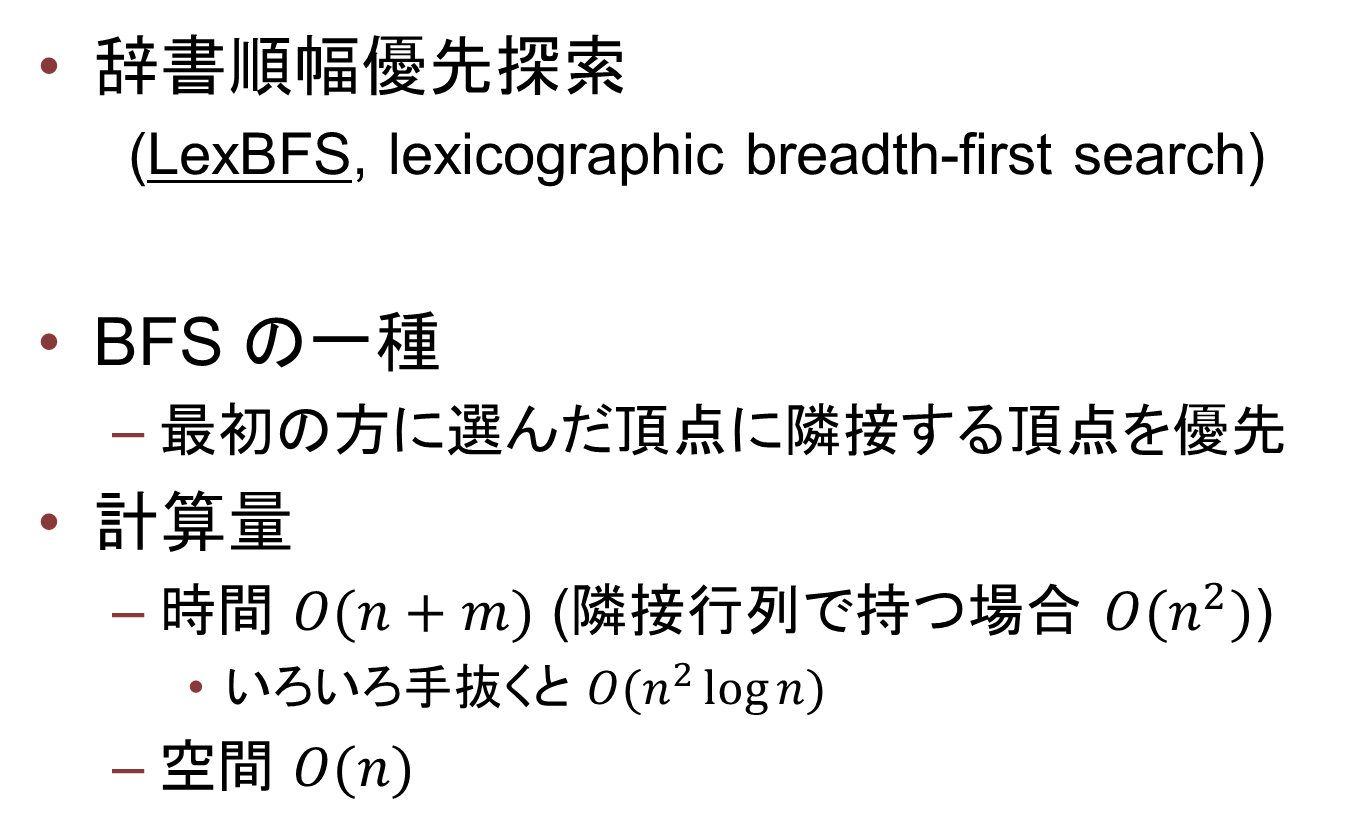 • 辞書順幅優先探索
(LexBFS, lexicographic breadth-first search)
• BFS の一種
– 最初の方に選んだ頂点に隣接する頂点を優先
• 計算量
– 時間 O(n + m) (隣接行列で持つ場合 O(n²))
• いろいろ手抜くと O(n² log n)
– 空間 O(n)